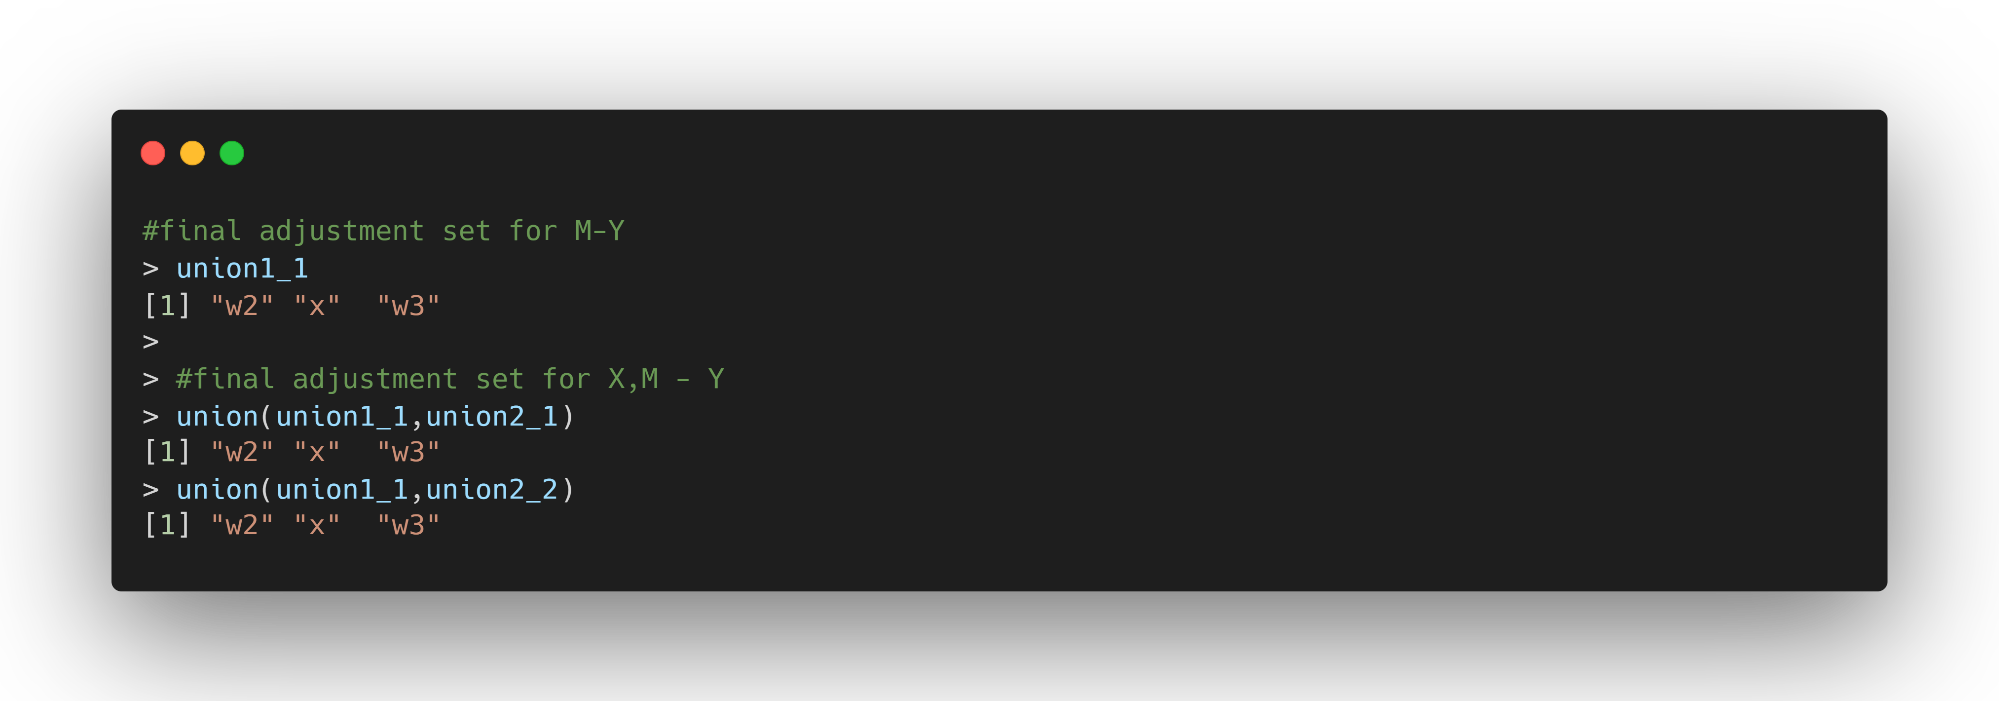 #final adjustment set for M-Y
> union1_1
[1] "w2" "x"  "w3"
>
> #final adjustment set for X,M - Y
> union(union1_1,union2_1)
[1] "w2" "x"  "w3"
> union(union1_1,union2_2)
[1] "w2" "x"  "w3"